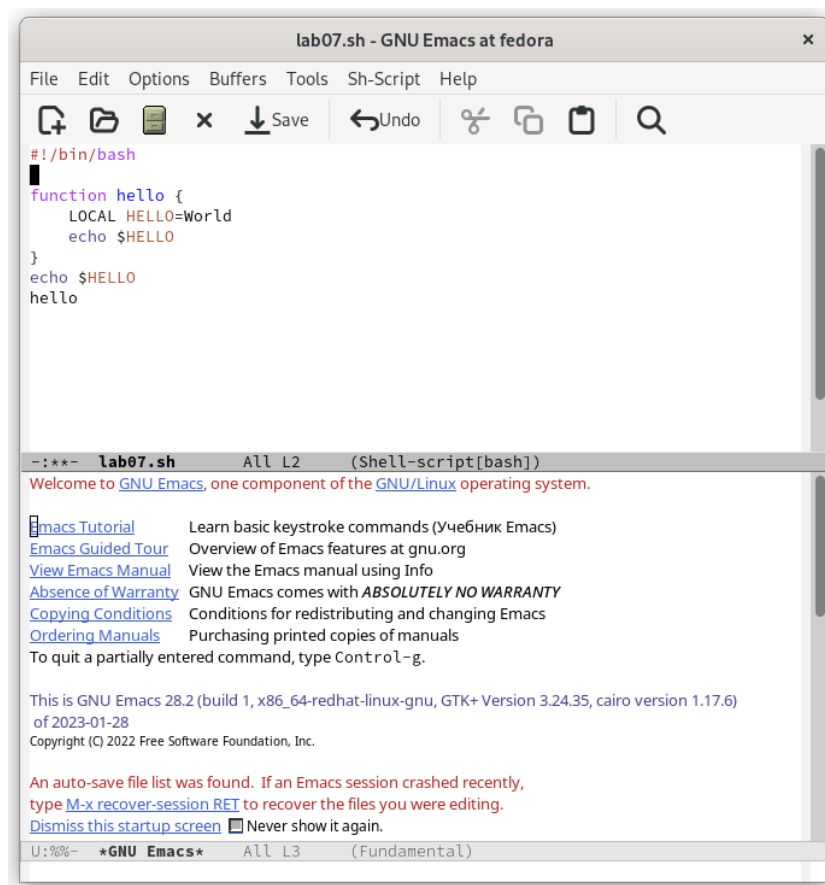 lab07.sh - GNU Emacs at fedora
File Edit Options Buffers Tools Sh-Script Help
Save Undo
#!/bin/bash
function hello {
    LOCAL HELLO=World
    echo $HELLO
}
echo $HELLO
hello
-:**-  lab07.sh       All L2     (Shell-script[bash])
Welcome to GNU Emacs, one component of the GNU/Linux operating system.
Emacs Tutorial Learn basic keystroke commands (Учебник Emacs)
Emacs Guided Tour Overview of Emacs features at gnu.org
View Emacs Manual View the Emacs manual using Info
Absence of Warranty GNU Emacs comes with ABSOLUTELY NO WARRANTY
Copying Conditions Conditions for redistributing and changing Emacs
Ordering Manuals Purchasing printed copies of manuals
To quit a partially entered command, type Control-g.
This is GNU Emacs 28.2 (build 1, x86_64-redhat-linux-gnu, GTK+ Version 3.24.35, cairo version 1.17.6)
of 2023-01-28
Copyright (C) 2022 Free Software Foundation, Inc.
An auto-save file list was found.  If an Emacs session crashed recently,
type M-x recover-session RET to recover the files you were editing.
Dismiss this startup screen Never show it again.
U:%%-  *GNU Emacs*    All L3     (Fundamental)